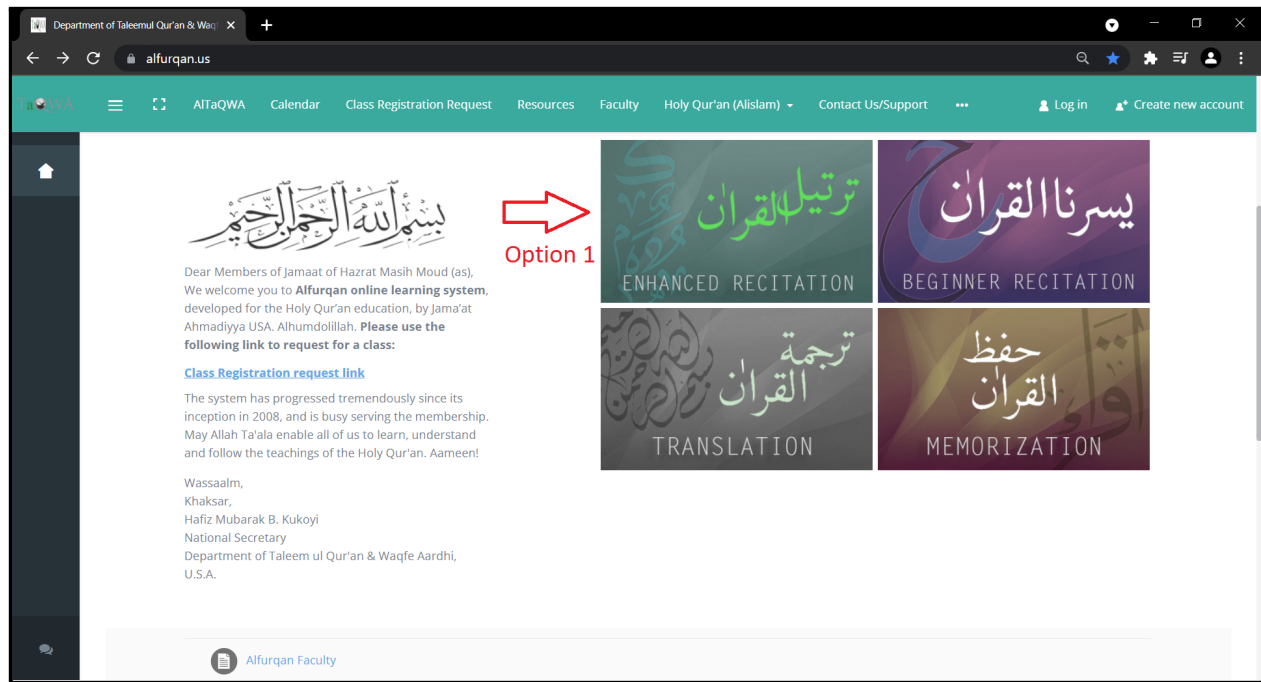 Department of Taleemul Qur'an & Waqf
alfurqan.us
TaQWA
AlTaQWA
Calendar
Class Registration Request
Resources
Faculty
Holy Qur'an (Alislam)
Contact Us/Support
Log in
Create new account
بسم الله الرحمن الرحيم
Dear Members of Jamaat of Hazrat Masih Moud (as),
We welcome you to Alfurqan online learning system,
developed for the Holy Qur'an education, by Jama'at
Ahmadiyya USA. Alhumdolillah. Please use the
following link to request for a class:
Class Registration request link
The system has progressed tremendously since its
inception in 2008, and is busy serving the membership.
May Allah Ta'ala enable all of us to learn, understand
and follow the teachings of the Holy Qur'an. Aameen!
Wassaalm,
Khaksar,
Hafiz Mubarak B. Kukoyi
National Secretary
Department of Taleem ul Qur'an & Waqfe Aardhi,
U.S.A.
Option 1
ترتيل القران
ENHANCED RECITATION
يسرنا القران
BEGINNER RECITATION
ترجمة
القران
TRANSLATION
حفظ
القران
MEMORIZATION
Alfurqan Faculty